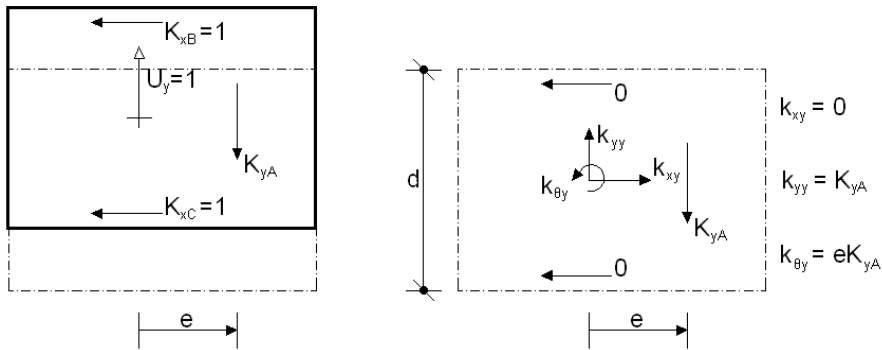 K_xB=1
U_y=1
K_yA
K_xC=1
e
d
0
k_yy
k_xy
k_θy
K_yA
0
e
k_xy = 0
k_yy = K_yA
k_θy = eK_yA